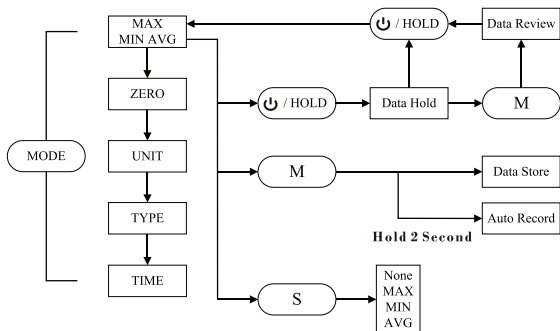 MAX
MIN AVG
⏻ / HOLD
Data Review
ZERO
⏻ / HOLD
Data Hold
M
MODE
UNIT
M
Data Store
TYPE
Auto Record
Hold 2 Second
TIME
S
None
MAX
MIN
AVG